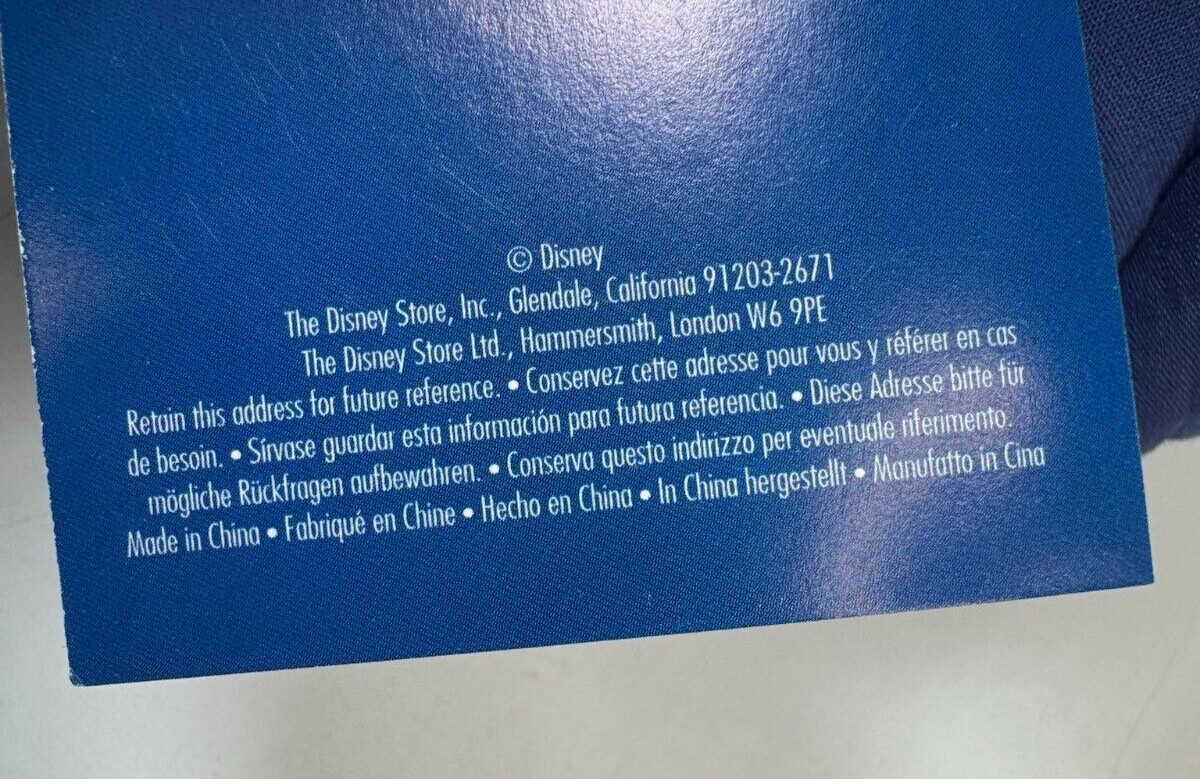 © Disney
The Disney Store, Inc., Glendale, California 91203-2671
The Disney Store Ltd., Hammersmith, London W6 9PE
Retain this address for future reference. • Conservez cette adresse pour vous y référer en cas
de besoin. • Sírvase guardar esta información para futura referencia. • Diese Adresse bitte für
mögliche Rückfragen aufbewahren. • Conserva questo indirizzo per eventuale riferimento.
Made in China • Fabriqué en Chine • Hecho en China • In China hergestellt • Manufatto in Cina